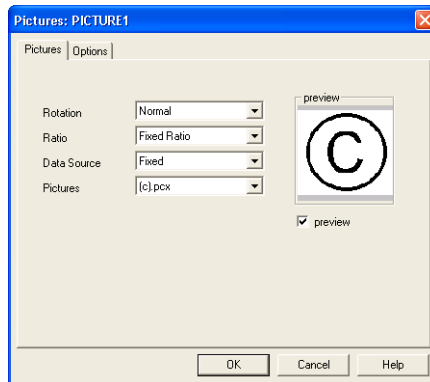 Pictures: PICTURE1
Pictures Options
preview
Rotation Normal
Ratio Fixed Ratio
Data Source Fixed
Pictures (c).pcx
©
preview
OK Cancel Help